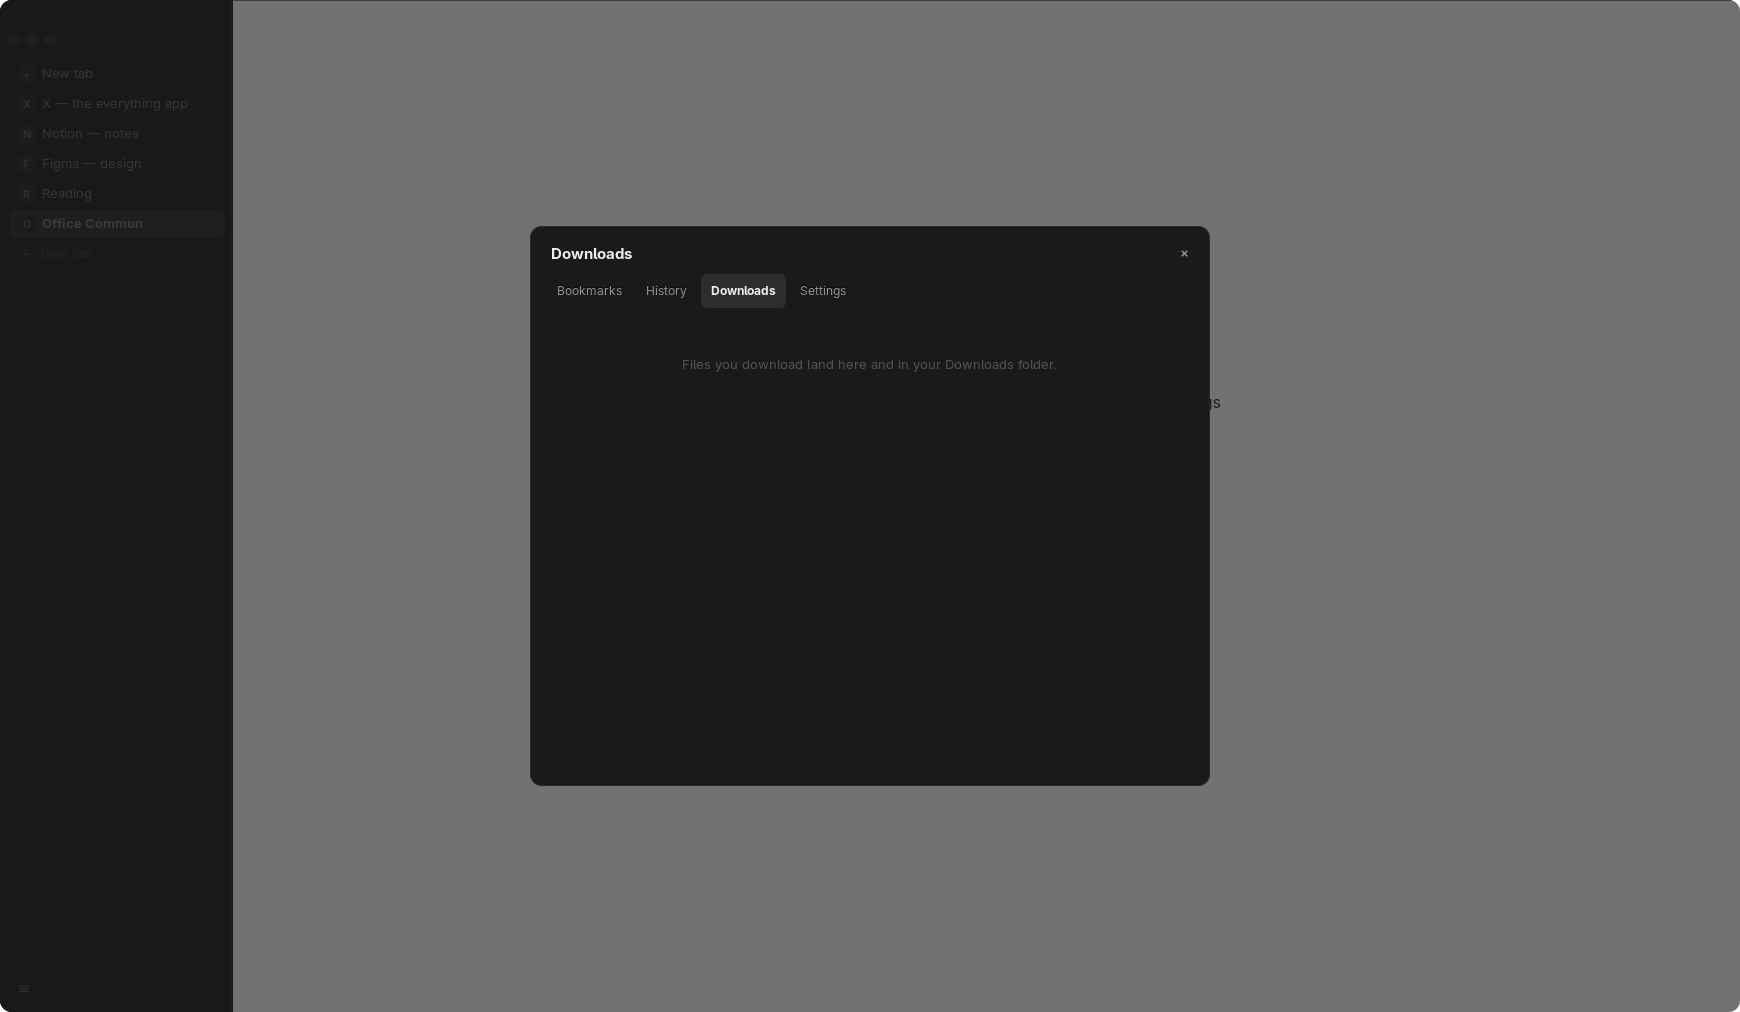 New tab
X X — the everything app
N Notion — notes
F Figma — design
R Reading
O Office Commun
+ New tab
Downloads ×
Bookmarks History Downloads Settings
Files you download land here and in your Downloads folder.
gs